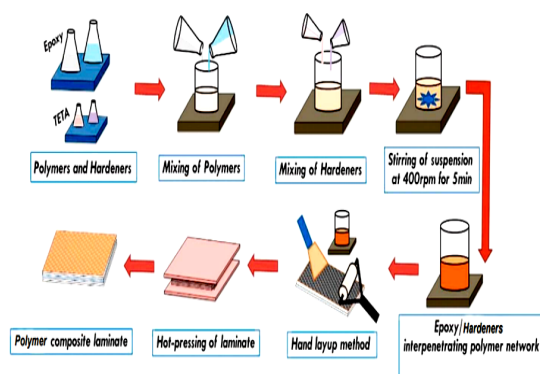 Epoxy
TETA
Polymers and Hardeners
Mixing of Polymers
Mixing of Hardeners
Stirring of suspension
at 400rpm for 5min
Polymer composite laminate
Hot-pressing of laminate
Hand layup method
Epoxy/Hardeners
interpenetrating polymer network